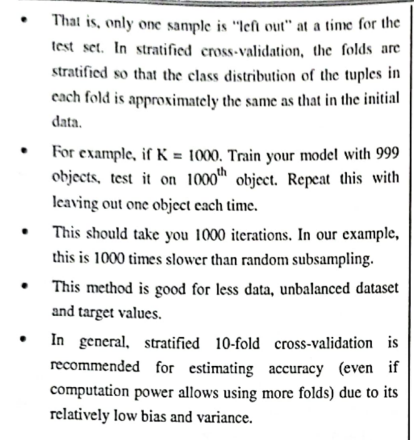 • That is, only one sample is "left out" at a time for the
test set. In stratified cross-validation, the folds are
stratified so that the class distribution of the tuples in
each fold is approximately the same as that in the initial
data.
• For example, if K = 1000. Train your model with 999
objects, test it on 1000th object. Repeat this with
leaving out one object each time.
• This should take you 1000 iterations. In our example,
this is 1000 times slower than random subsampling.
• This method is good for less data, unbalanced dataset
and target values.
• In general, stratified 10-fold cross-validation is
recommended for estimating accuracy (even if
computation power allows using more folds) due to its
relatively low bias and variance.